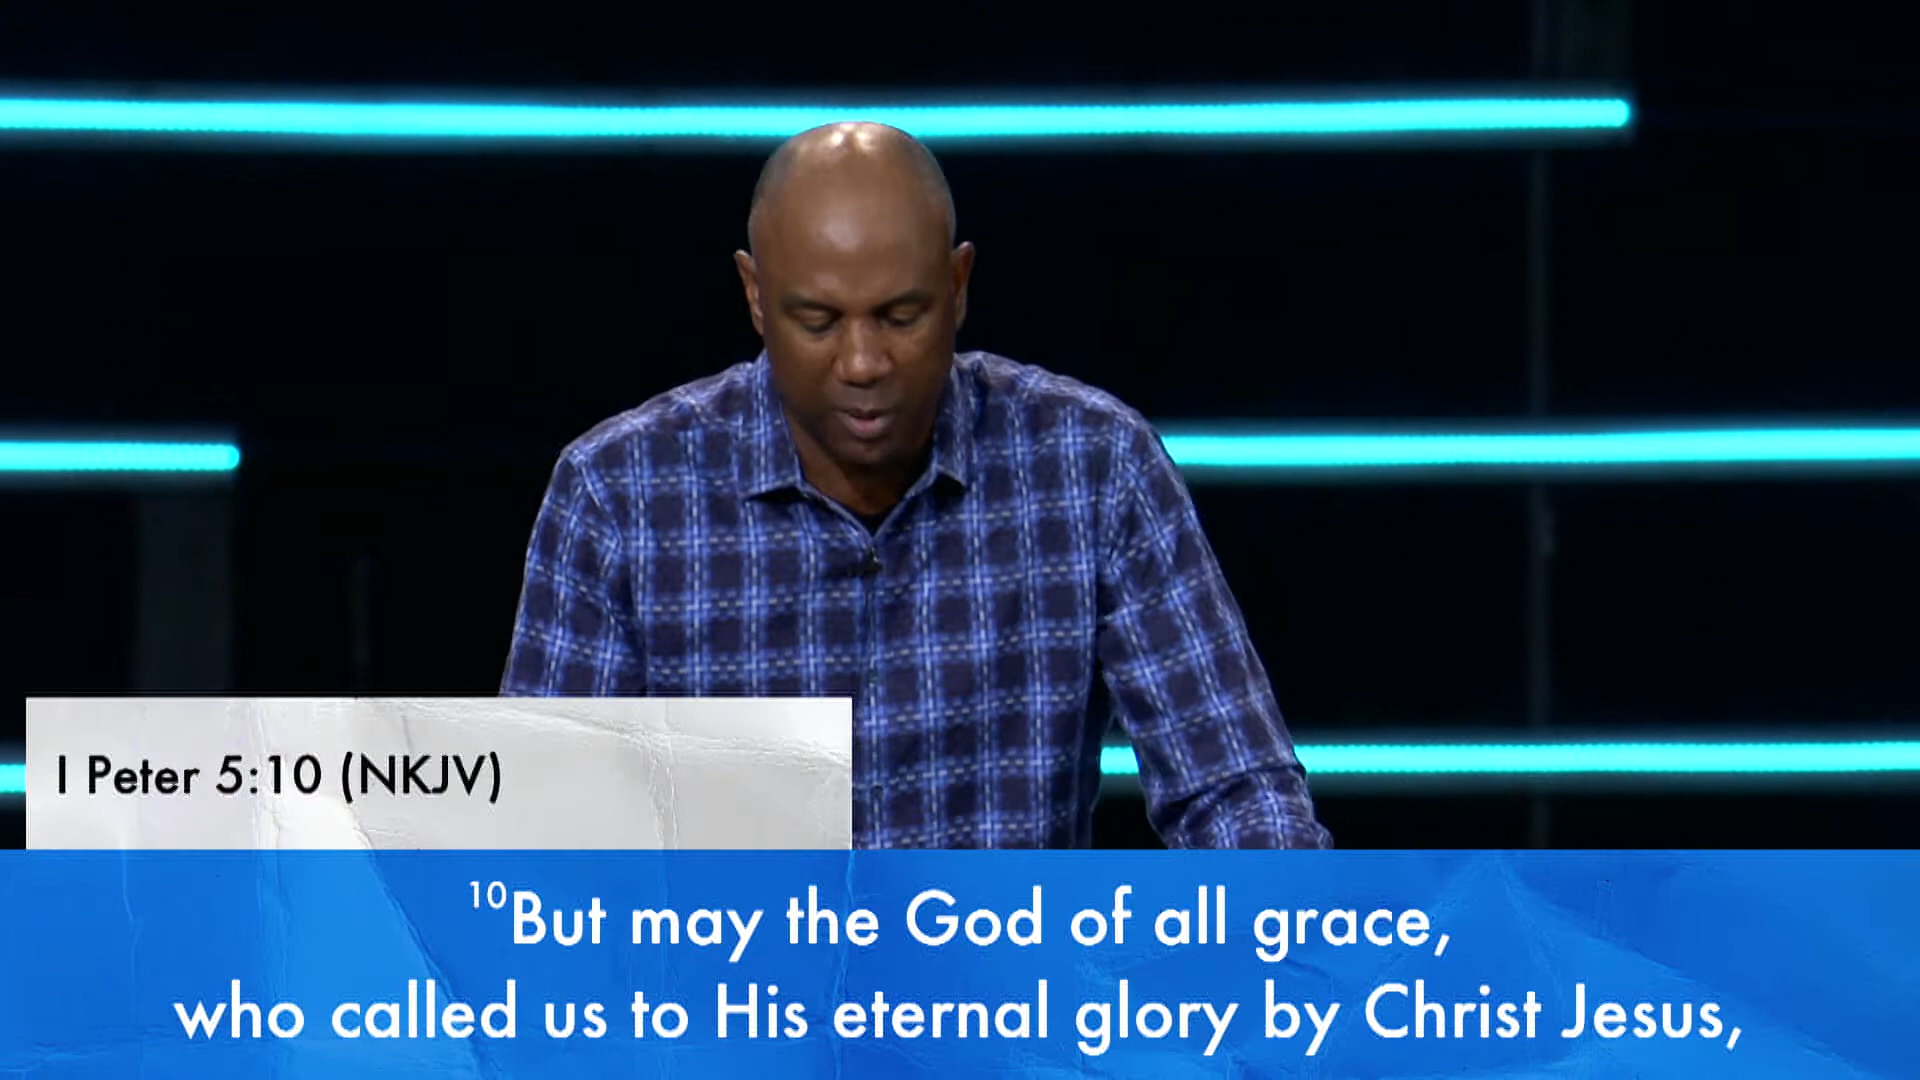 I Peter 5:10 (NKJV)
¹⁰But may the God of all grace,
who called us to His eternal glory by Christ Jesus,